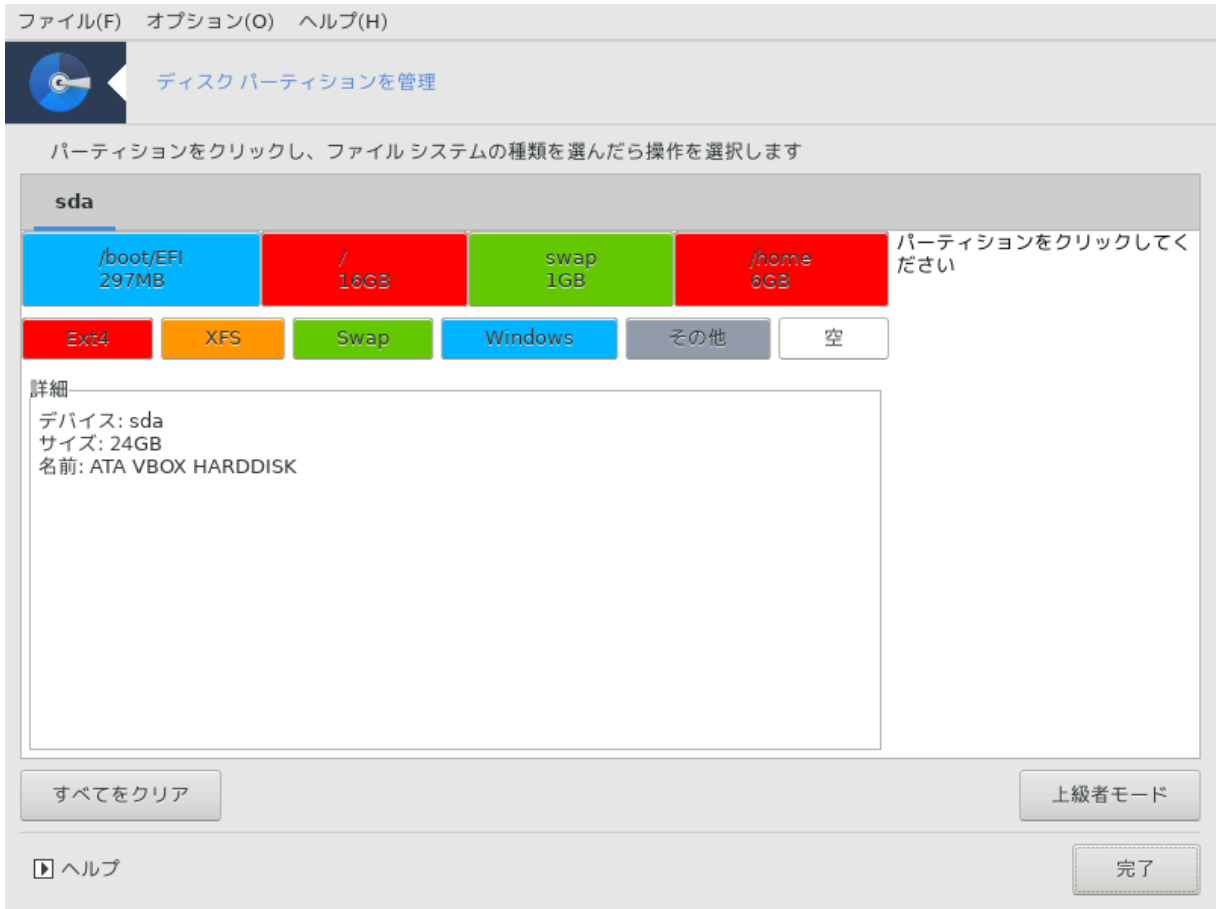 ファイル(F) オプション(O) ヘルプ(H)
ディスク パーティションを管理
パーティションをクリックし、ファイル システムの種類を選んだら操作を選択します
sda
/boot/EFI
297MB
/
16GB
swap
1GB
/home
6GB
パーティションをクリックしてく
ださい
Ext4 XFS Swap Windows その他 空
詳細
デバイス: sda
サイズ: 24GB
名前: ATA VBOX HARDDISK
すべてをクリア 上級者モード
ヘルプ 完了